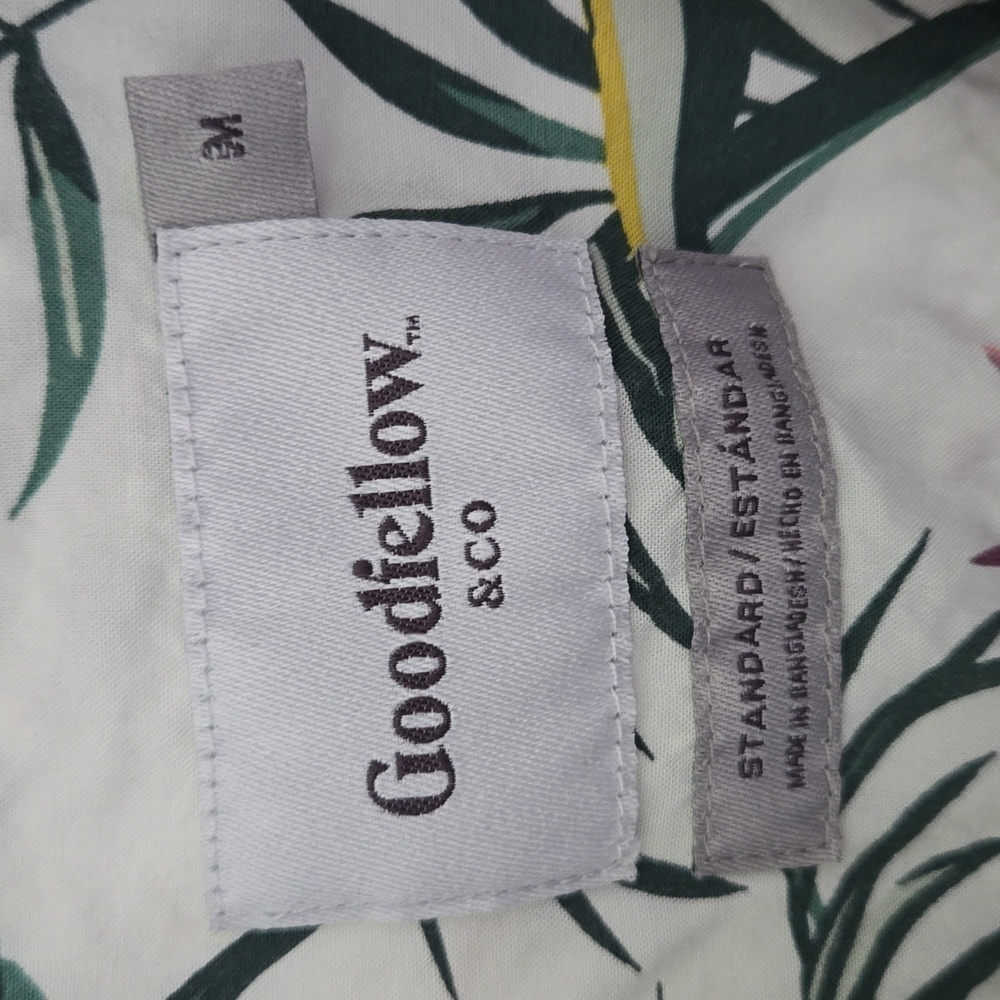 M
Goodfellow™
& CO
STANDARD / ESTÁNDAR
MADE IN BANGLADESH / HECHO EN BANGLADESH